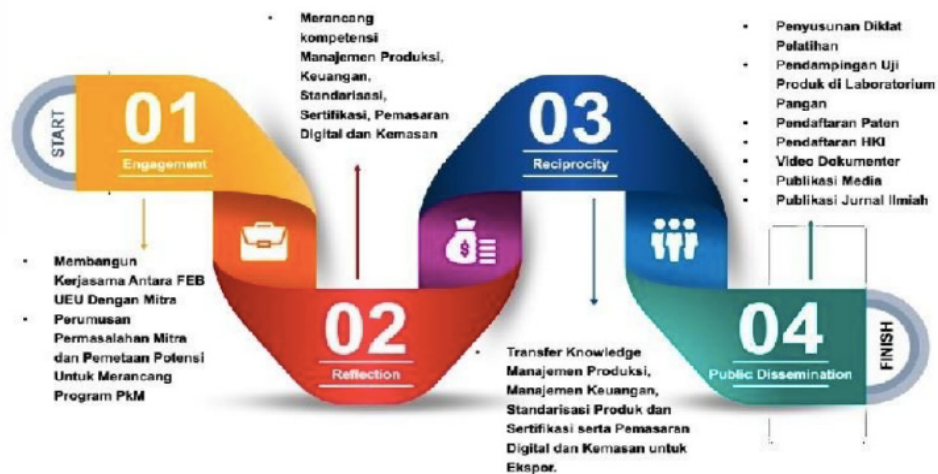 START
01
Engagement
• Membangun
Kerjasama Antara FEB
UEU Dengan Mitra
• Perumusan
Permasalahan Mitra
dan Pemetaan Potensi
Untuk Merancang
Program PkM
• Merancang
kompetensi
Manajemen Produksi,
Keuangan,
Standarisasi,
Sertifikasi, Pemasaran
Digital dan Kemasan
02
Reflection
03
Reciprocity
• Transfer Knowledge
Manajemen Produksi,
Manajemen Keuangan,
Standarisasi Produk dan
Sertifikasi serta Pemasaran
Digital dan Kemasan untuk
Ekspor.
• Penyusunan Diklat
Pelatihan
• Pendampingan Uji
Produk di Laboratorium
Pangan
• Pendaftaran Paten
• Pendaftaran HKI
• Video Dokumenter
• Publikasi Media
• Publikasi Jurnal Ilmiah
04
Public Dissemination
FINISH
$